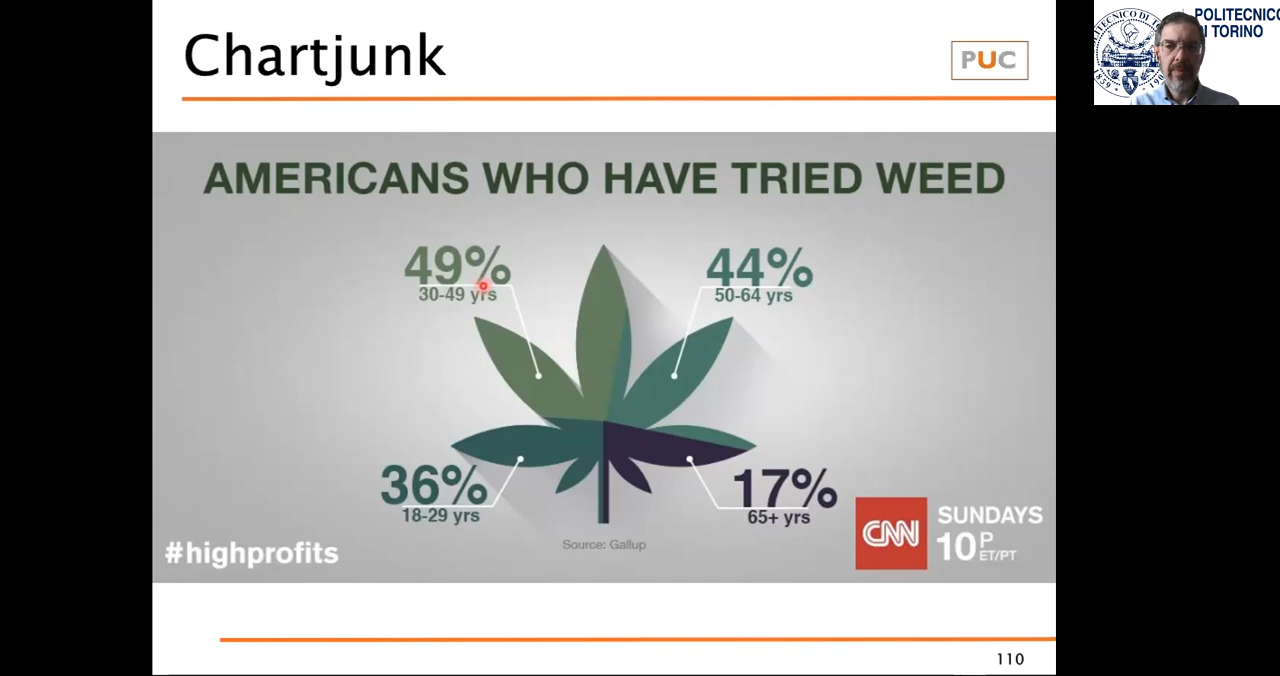 Chartjunk
PUC
POLITECNICO
DI TORINO
AMERICANS WHO HAVE TRIED WEED
49%
30-49 yrs
44%
50-64 yrs
36%
18-29 yrs
17%
65+ yrs
Source: Gallup
#highprofits
CNN
SUNDAYS
10P
ET/PT
110